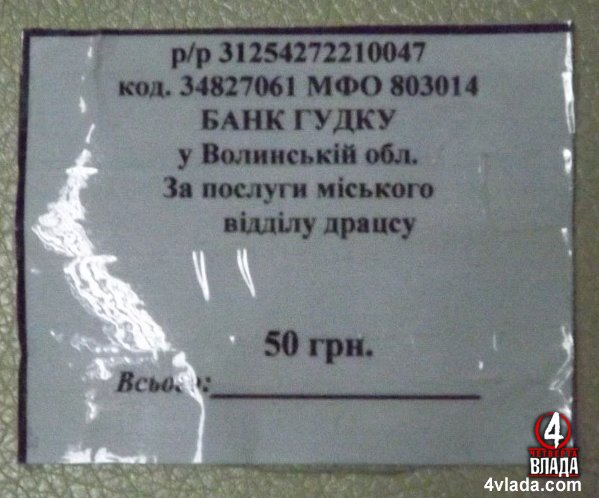 р/р 31254272210047
код. 34827061 МФО 803014
БАНК ГУДКУ
у Волинській обл.
За послуги міського
відділу драцсу
50 грн.
Всього:
4
ЧЕТВЕРТА
ВЛАДА
4vlada.com